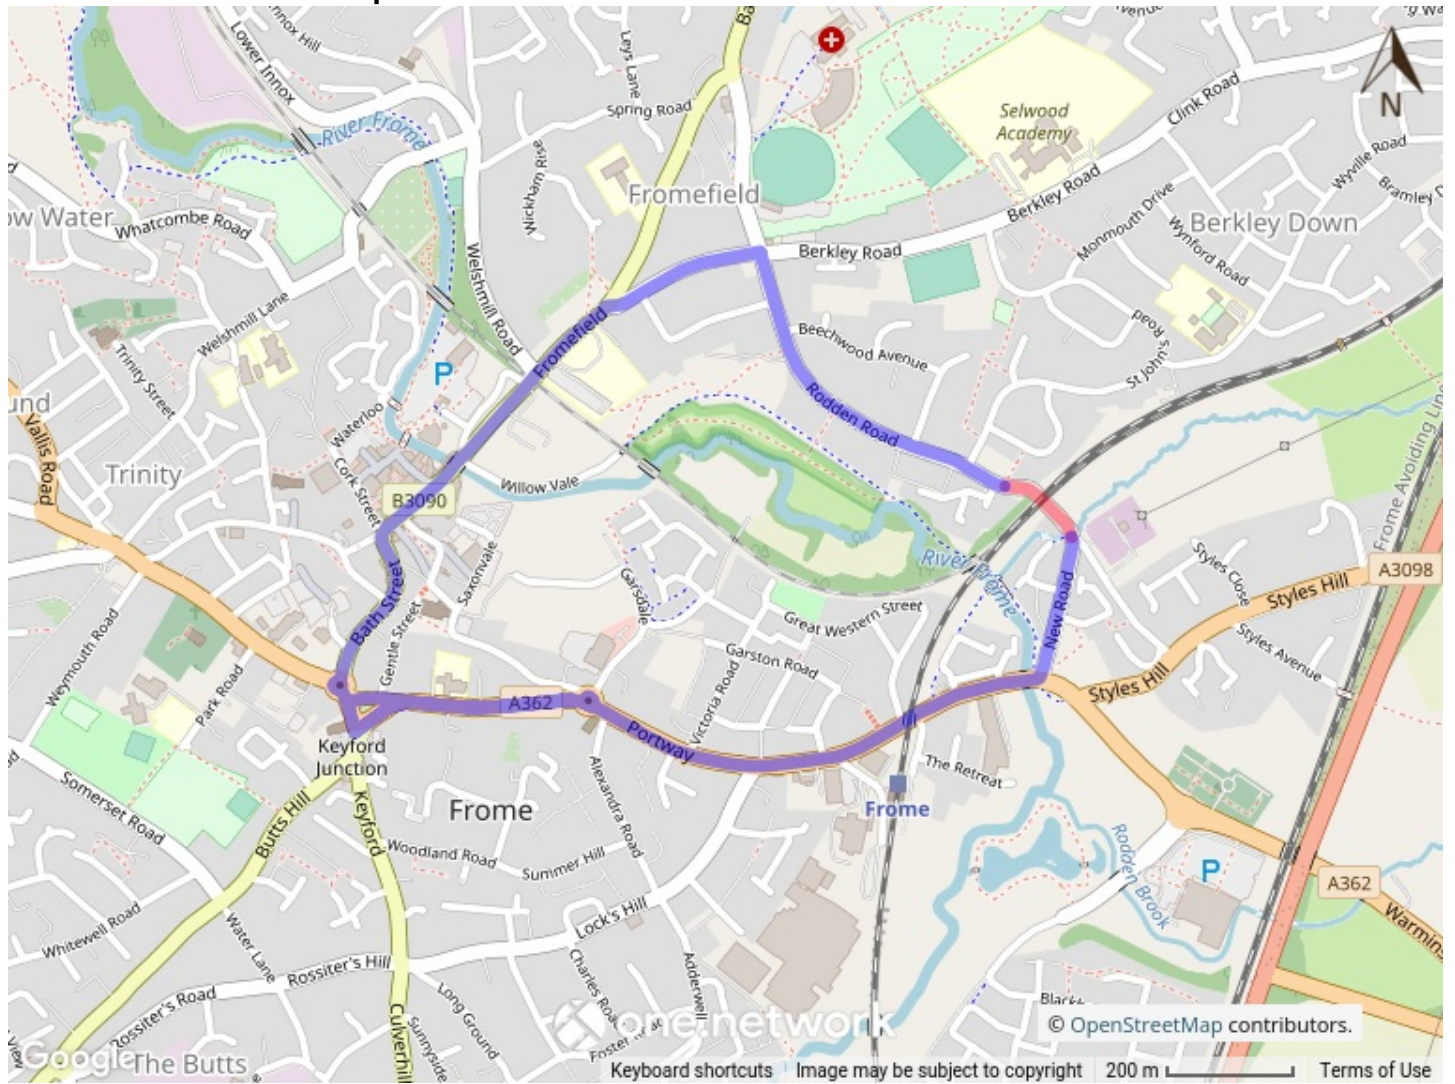 Innox Hill
Lower Innox
Leys Lane
Spring Road
Wickham Rise
River Frome
Selwood
Academy
Clink Road
N
Wyville Road
Fromefield
Berkley Road
Monmouth Drive
Berkley Down
Wynford Road
Whatcombe Road
Welshmill Road
Berkley Road
Welshmill Lane
Fromefield
Beechwood Avenue
St John's Road
Trinity Street
P
Rodden Road
Vallis Road
Waterloo
Cork Street
Trinity
B3090
Willow Vale
Frome Avoiding Line
River Frome
Styles Close
A3098
Styles Hill
Bath Street
Saxonvale
Garsdale
Great Western Street
New Road
Gentle Street
Garston Road
Styles Avenue
Weymouth Road
Park Road
Victoria Road
Styles Hill
A362
Portway
Keyford
Junction
The Retreat
Frome
Frome
Somerset Road
Butts Hill
Keyford
Alexandra Road
Woodland Road
Summer Hill
Rodden Brook
P
A362
Whitewell Road
Water Lane
Lock's Hill
Rossiter's Hill
Charles Road
Adderwell
Rossiter's Road
Long Ground
Culverhill
Sunnyside
The Butts
one.network
© OpenStreetMap contributors.
Google
Keyboard shortcuts Image may be subject to copyright 200 m Terms of Use